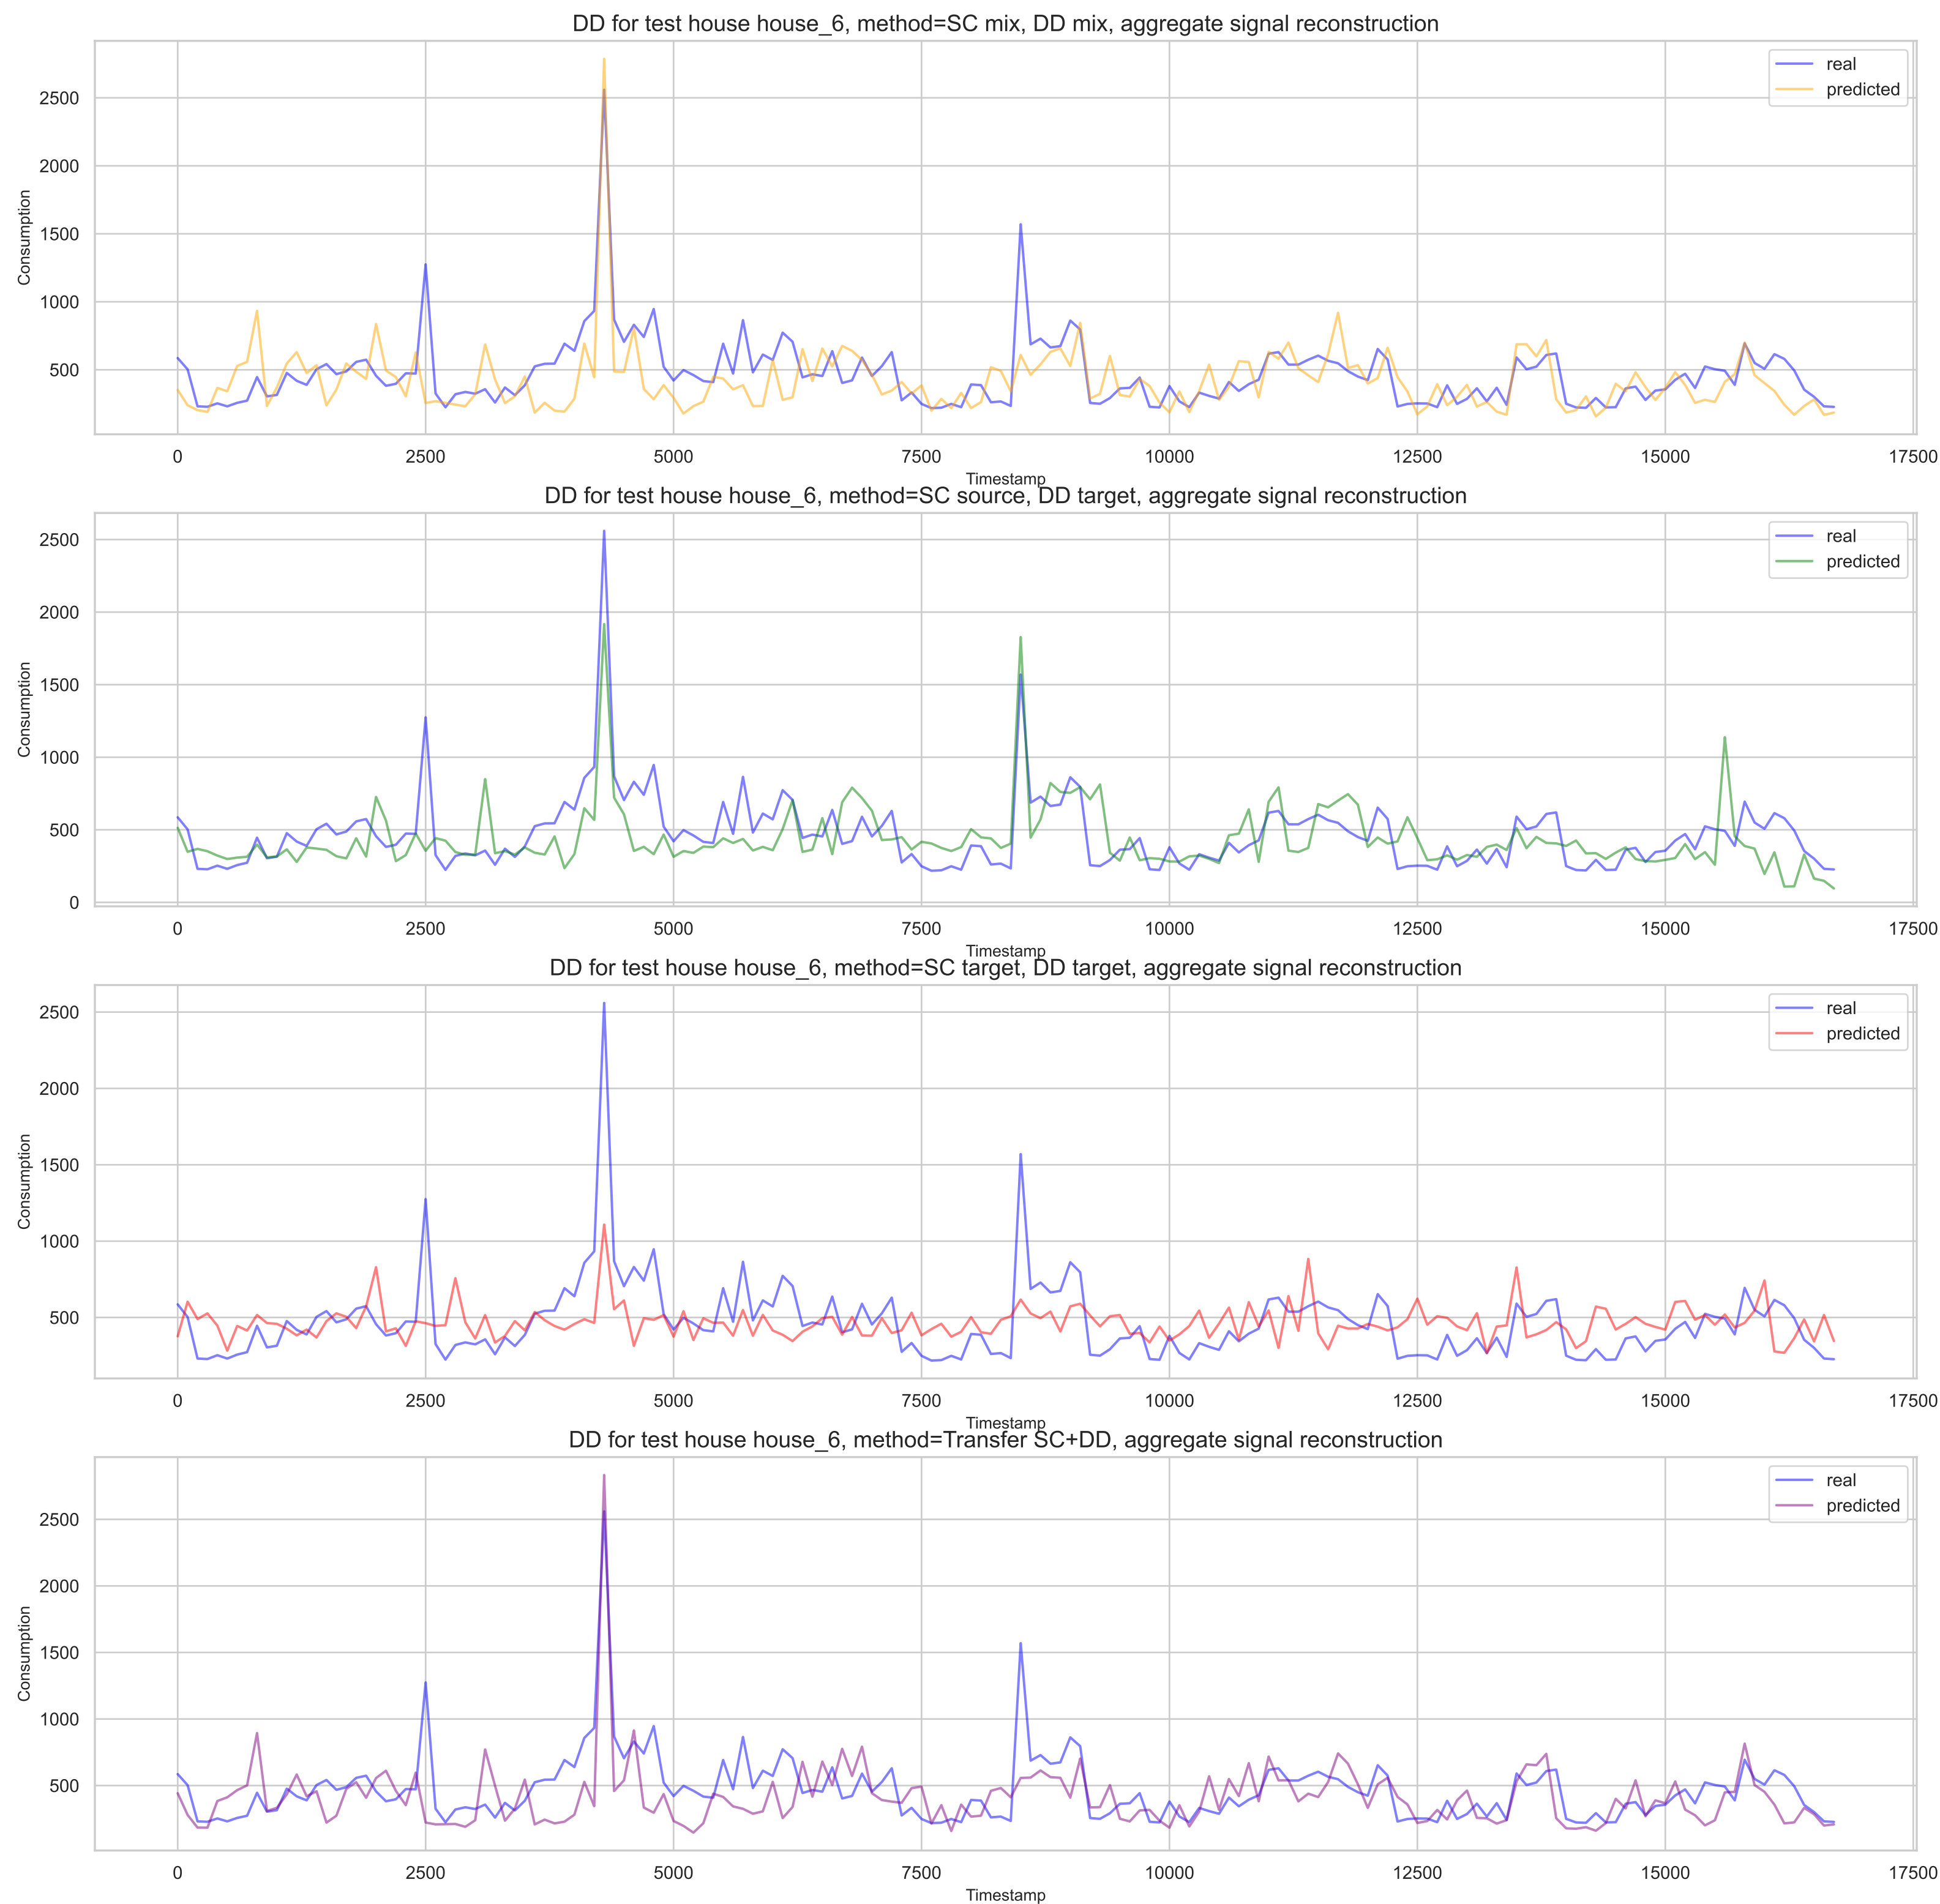 DD for test house house_6, method=SC mix, DD mix, aggregate signal reconstruction
real
predicted
2500
2000
1500
1000
500
Consumption
0 2500 5000 7500 10000 12500 15000 17500
Timestamp
DD for test house house_6, method=SC source, DD target, aggregate signal reconstruction
real
predicted
2500
2000
1500
1000
500
0
Consumption
0 2500 5000 7500 10000 12500 15000 17500
Timestamp
DD for test house house_6, method=SC target, DD target, aggregate signal reconstruction
real
predicted
2500
2000
1500
1000
500
Consumption
0 2500 5000 7500 10000 12500 15000 17500
Timestamp
DD for test house house_6, method=Transfer SC+DD, aggregate signal reconstruction
real
predicted
2500
2000
1500
1000
500
Consumption
0 2500 5000 7500 10000 12500 15000 17500
Timestamp